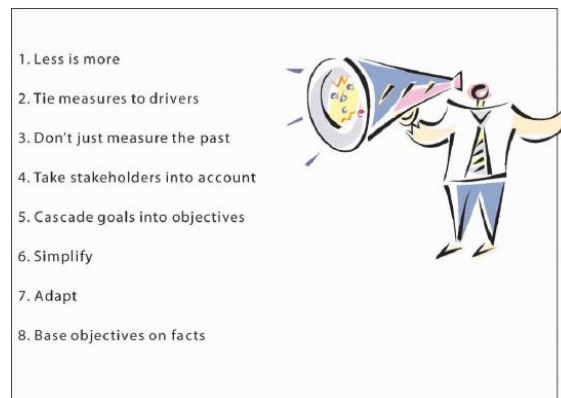 1. Less is more
2. Tie measures to drivers
3. Don't just measure the past
4. Take stakeholders into account
5. Cascade goals into objectives
6. Simplify
7. Adapt
8. Base objectives on facts